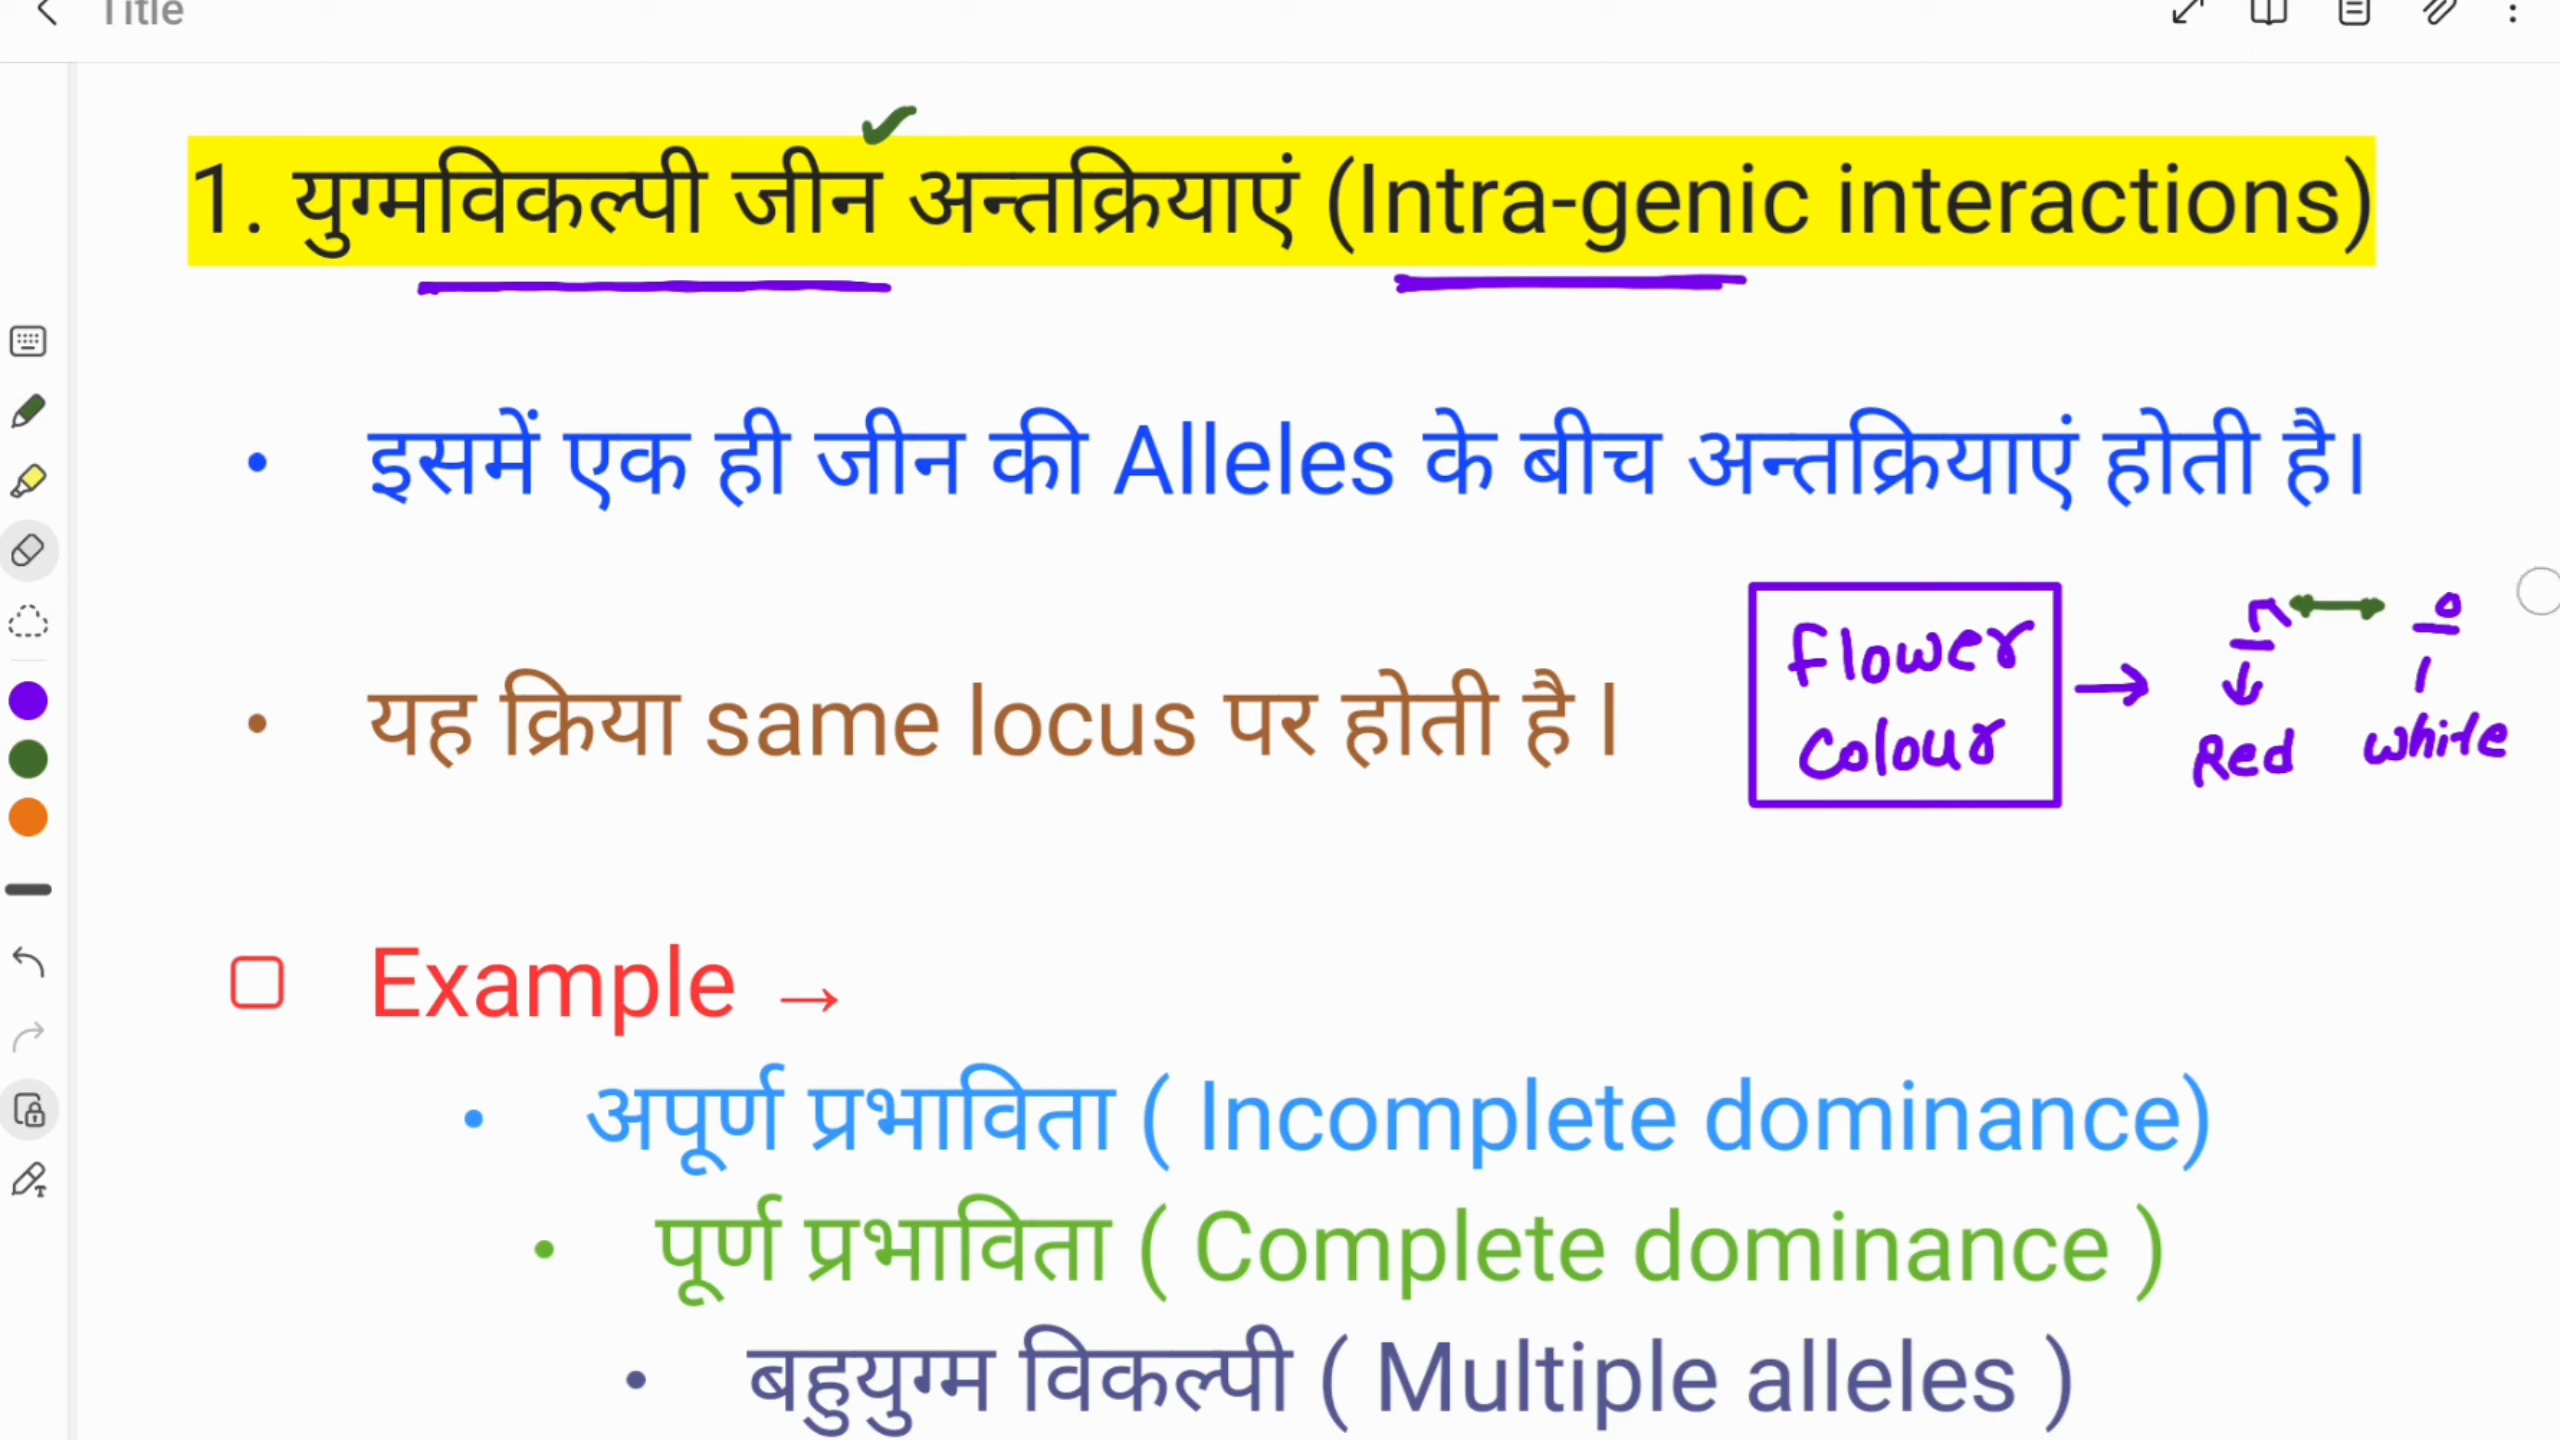 Title
1. युग्मविकल्पी जीन अन्तक्रियाएं (Intra-genic interactions)
• इसमें एक ही जीन की Alleles के बीच अन्तक्रियाएं होती है।
• यह क्रिया same locus पर होती है l
Flower
Colour
→
Red
white
Example →
• अपूर्ण प्रभाविता ( Incomplete dominance)
• पूर्ण प्रभाविता ( Complete dominance )
• बहुयुग्म विकल्पी ( Multiple alleles )